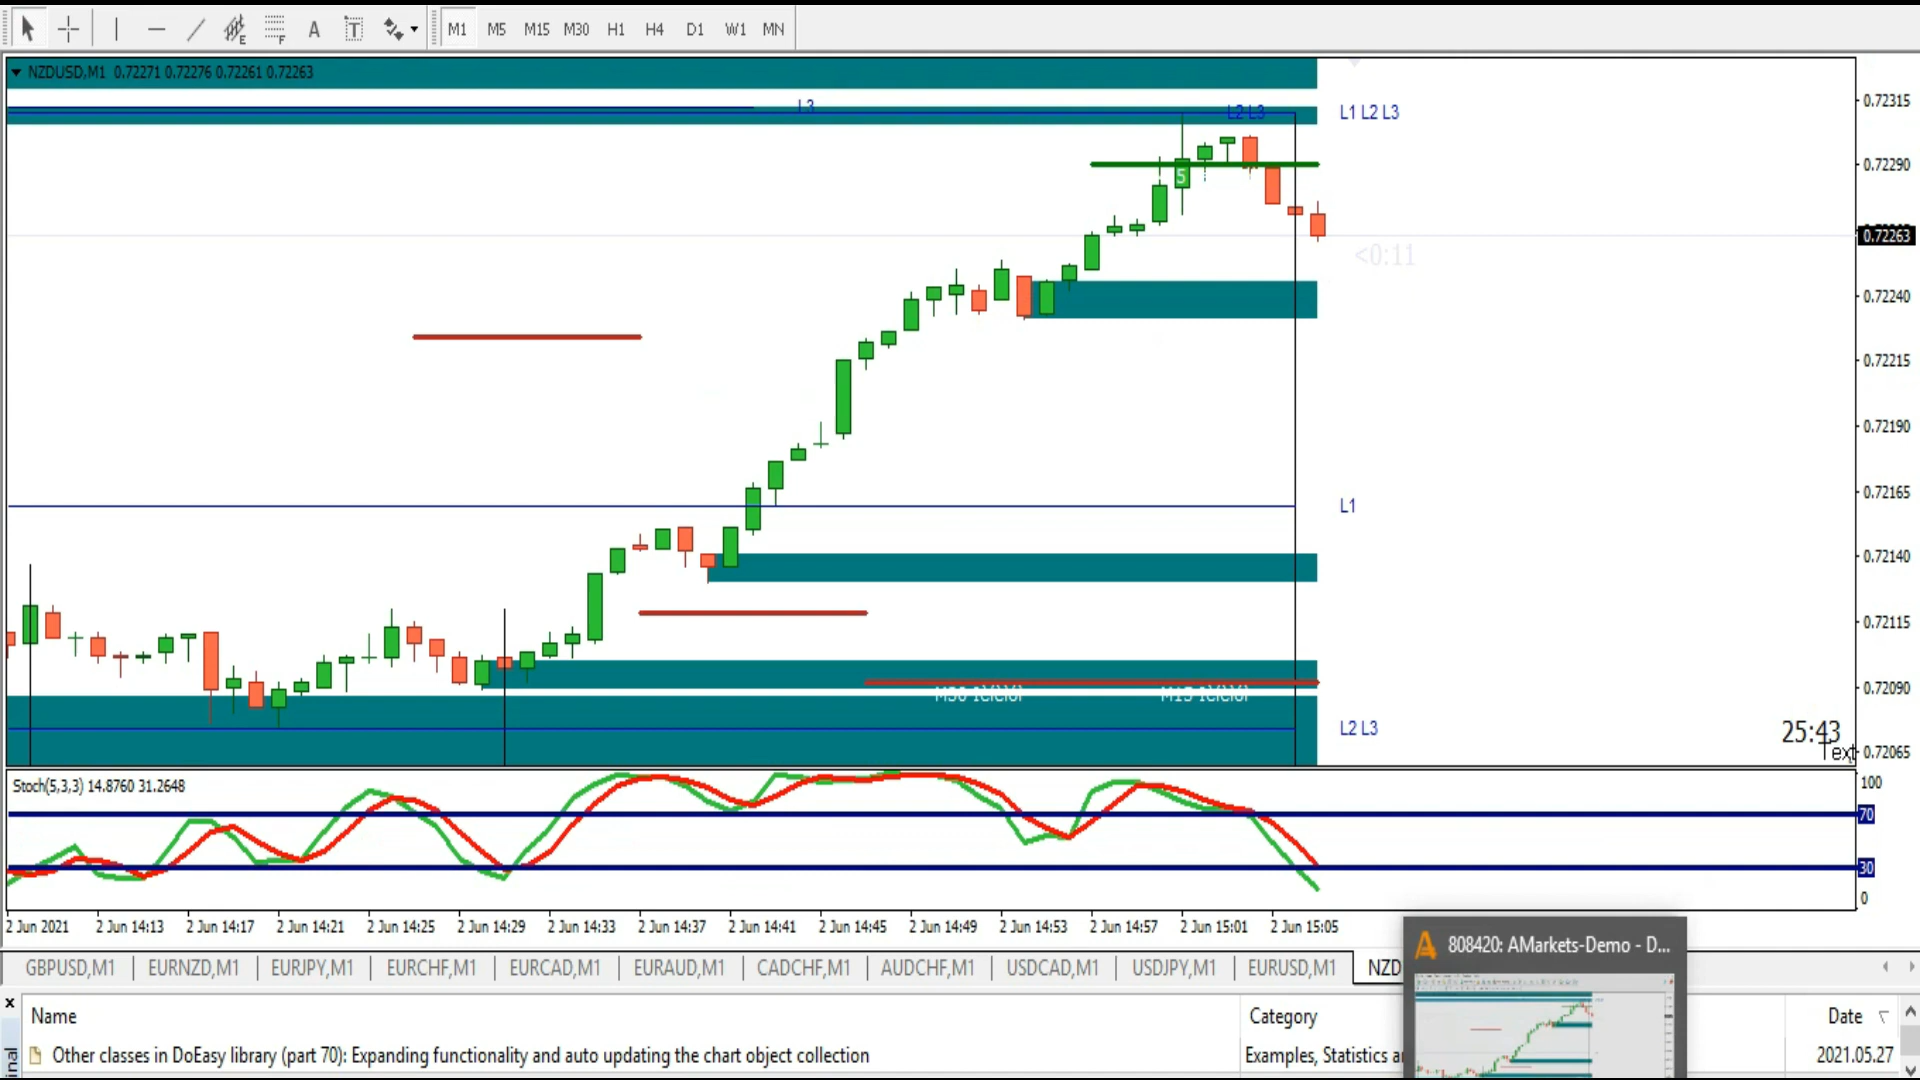 E F A T M1 M5 M15 M30 H1 H4 D1 W1 MN
NZDUSD,M1 0.72271 0.72276 0.72261 0.72263
0.72315
L3
L2 L3
L1 L2 L3
0.72290
5
0.72263
<0:11
0.72240
0.72215
0.72190
0.72165
L1
0.72140
0.72115
0.72090
L2 L3
25:43
Text
0.72065
Stoch(5,3,3) 14.8760 31.2648
100
70
30
0
2 Jun 2021 2 Jun 14:13 2 Jun 14:17 2 Jun 14:21 2 Jun 14:25 2 Jun 14:29 2 Jun 14:33 2 Jun 14:37 2 Jun 14:41 2 Jun 14:45 2 Jun 14:49 2 Jun 14:53 2 Jun 14:57 2 Jun 15:01 2 Jun 15:05
808420: AMarkets-Demo - D...
GBPUSD,M1 EURNZD,M1 EURJPY,M1 EURCHF,M1 EURCAD,M1 EURAUD,M1 CADCHF,M1 AUDCHF,M1 USDCAD,M1 USDJPY,M1 EURUSD,M1 NZD
Name Category Date
Other classes in DoEasy library (part 70): Expanding functionality and auto updating the chart object collection Examples, Statistics 2021.05.27
inal